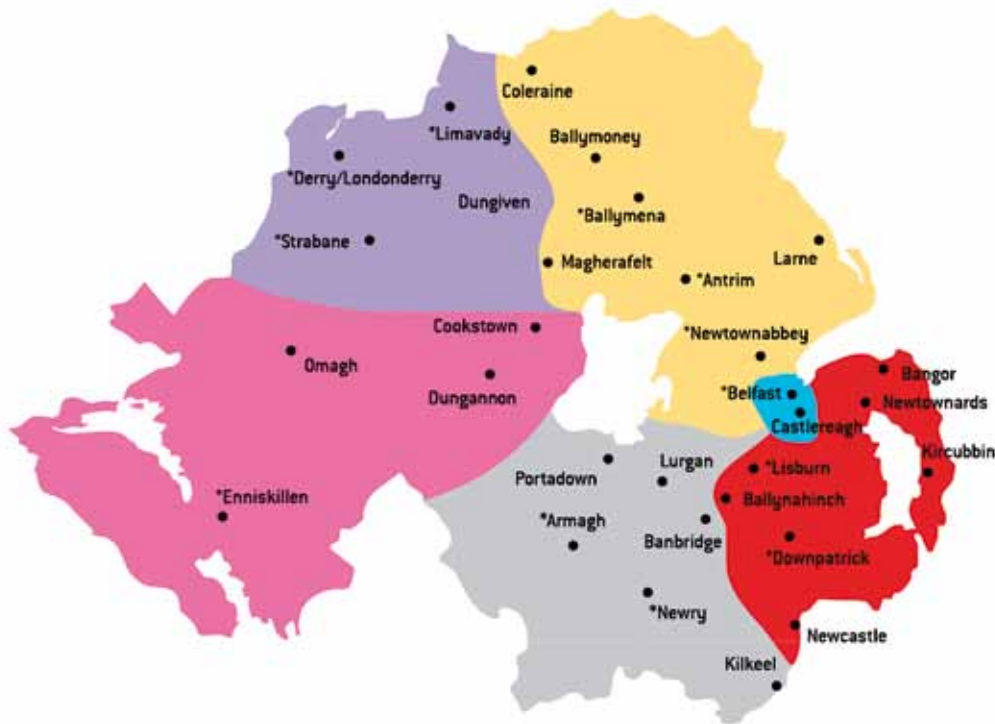 Coleraine
*Limavady
Ballymoney
*Derry/Londonderry
Dungiven
*Ballymena
*Strabane
Larne
Magherafelt
*Antrim
Cookstown
*Newtownabbey
Omagh
Dungannon
Bangor
*Belfast
Newtownards
Castlereagh
Kircubbin
Portadown
Lurgan
*Lisburn
*Enniskillen
Ballynahinch
*Armagh
Banbridge
*Downpatrick
*Newry
Newcastle
Kilkeel